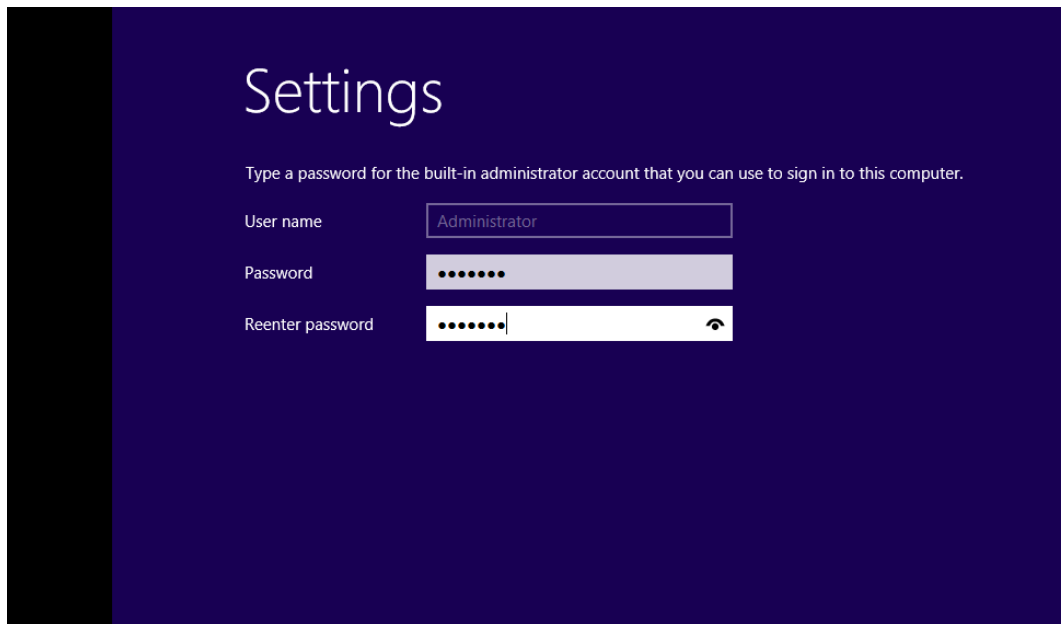 Settings
Type a password for the built-in administrator account that you can use to sign in to this computer.
User name Administrator
Password •••••••
Reenter password •••••••